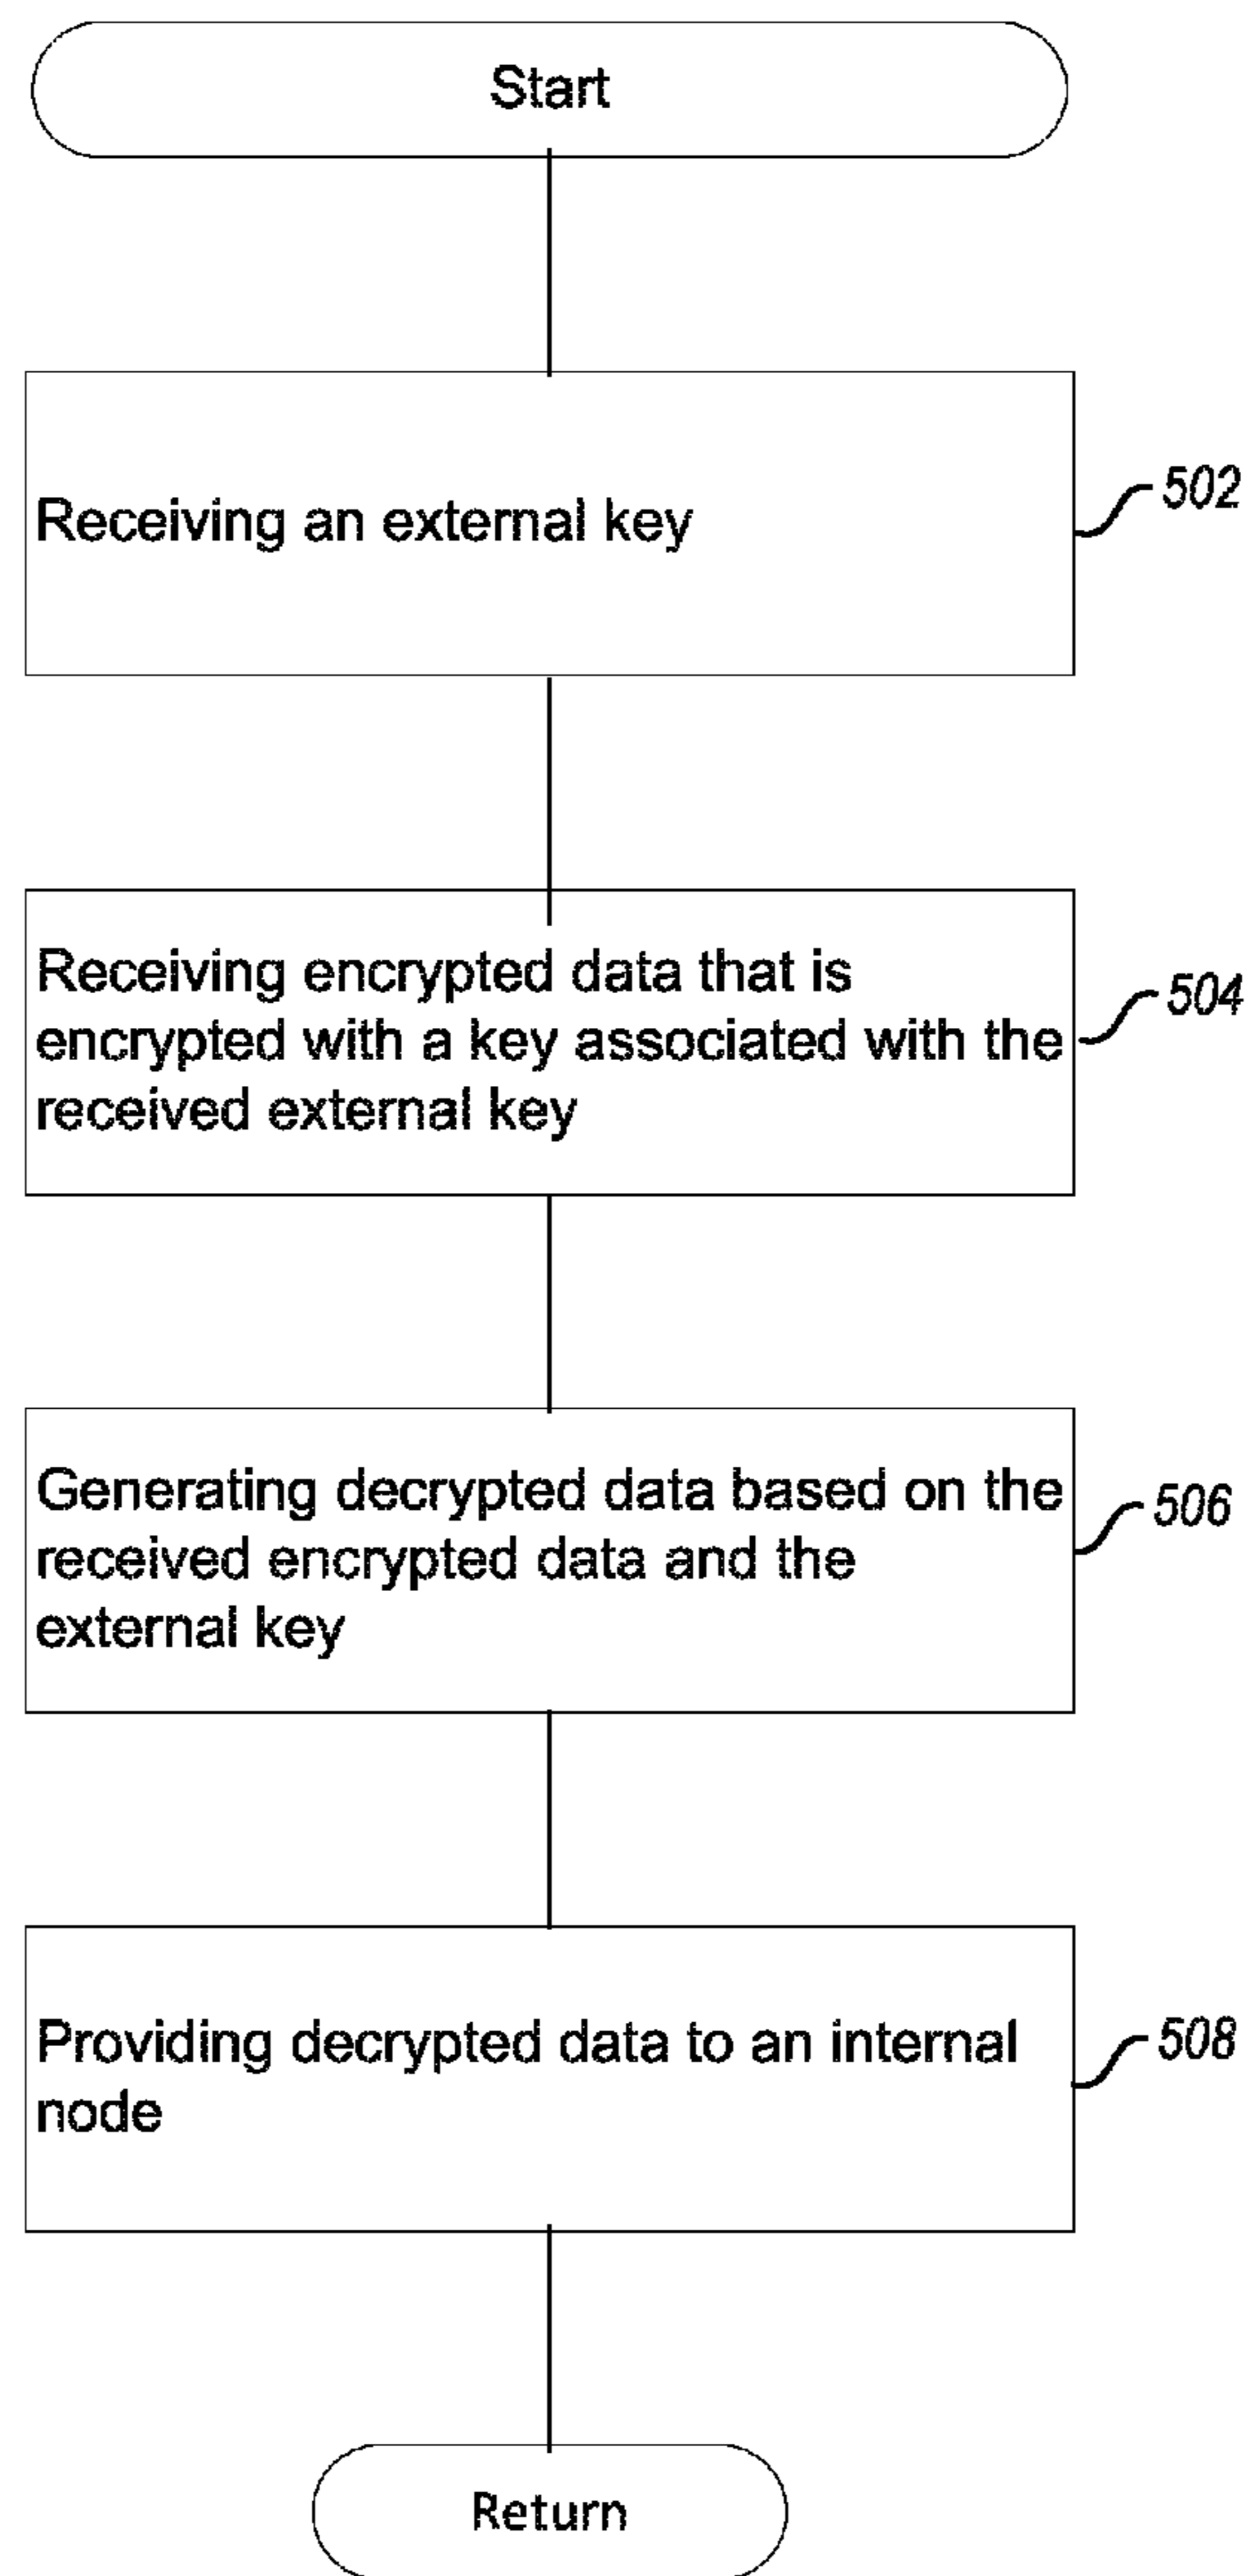 Start
Receiving an external key
502
Receiving encrypted data that is
encrypted with a key associated with the
received external key
504
Generating decrypted data based on the
received encrypted data and the
external key
506
Providing decrypted data to an internal
node
508
Return